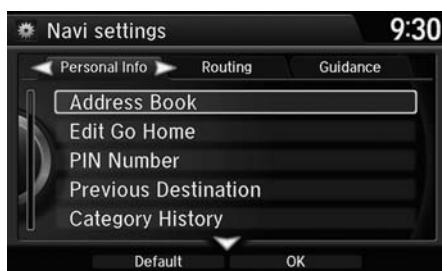 Navi settings 9:30
Personal Info Routing Guidance
Address Book
Edit Go Home
PIN Number
Previous Destination
Category History
Default OK